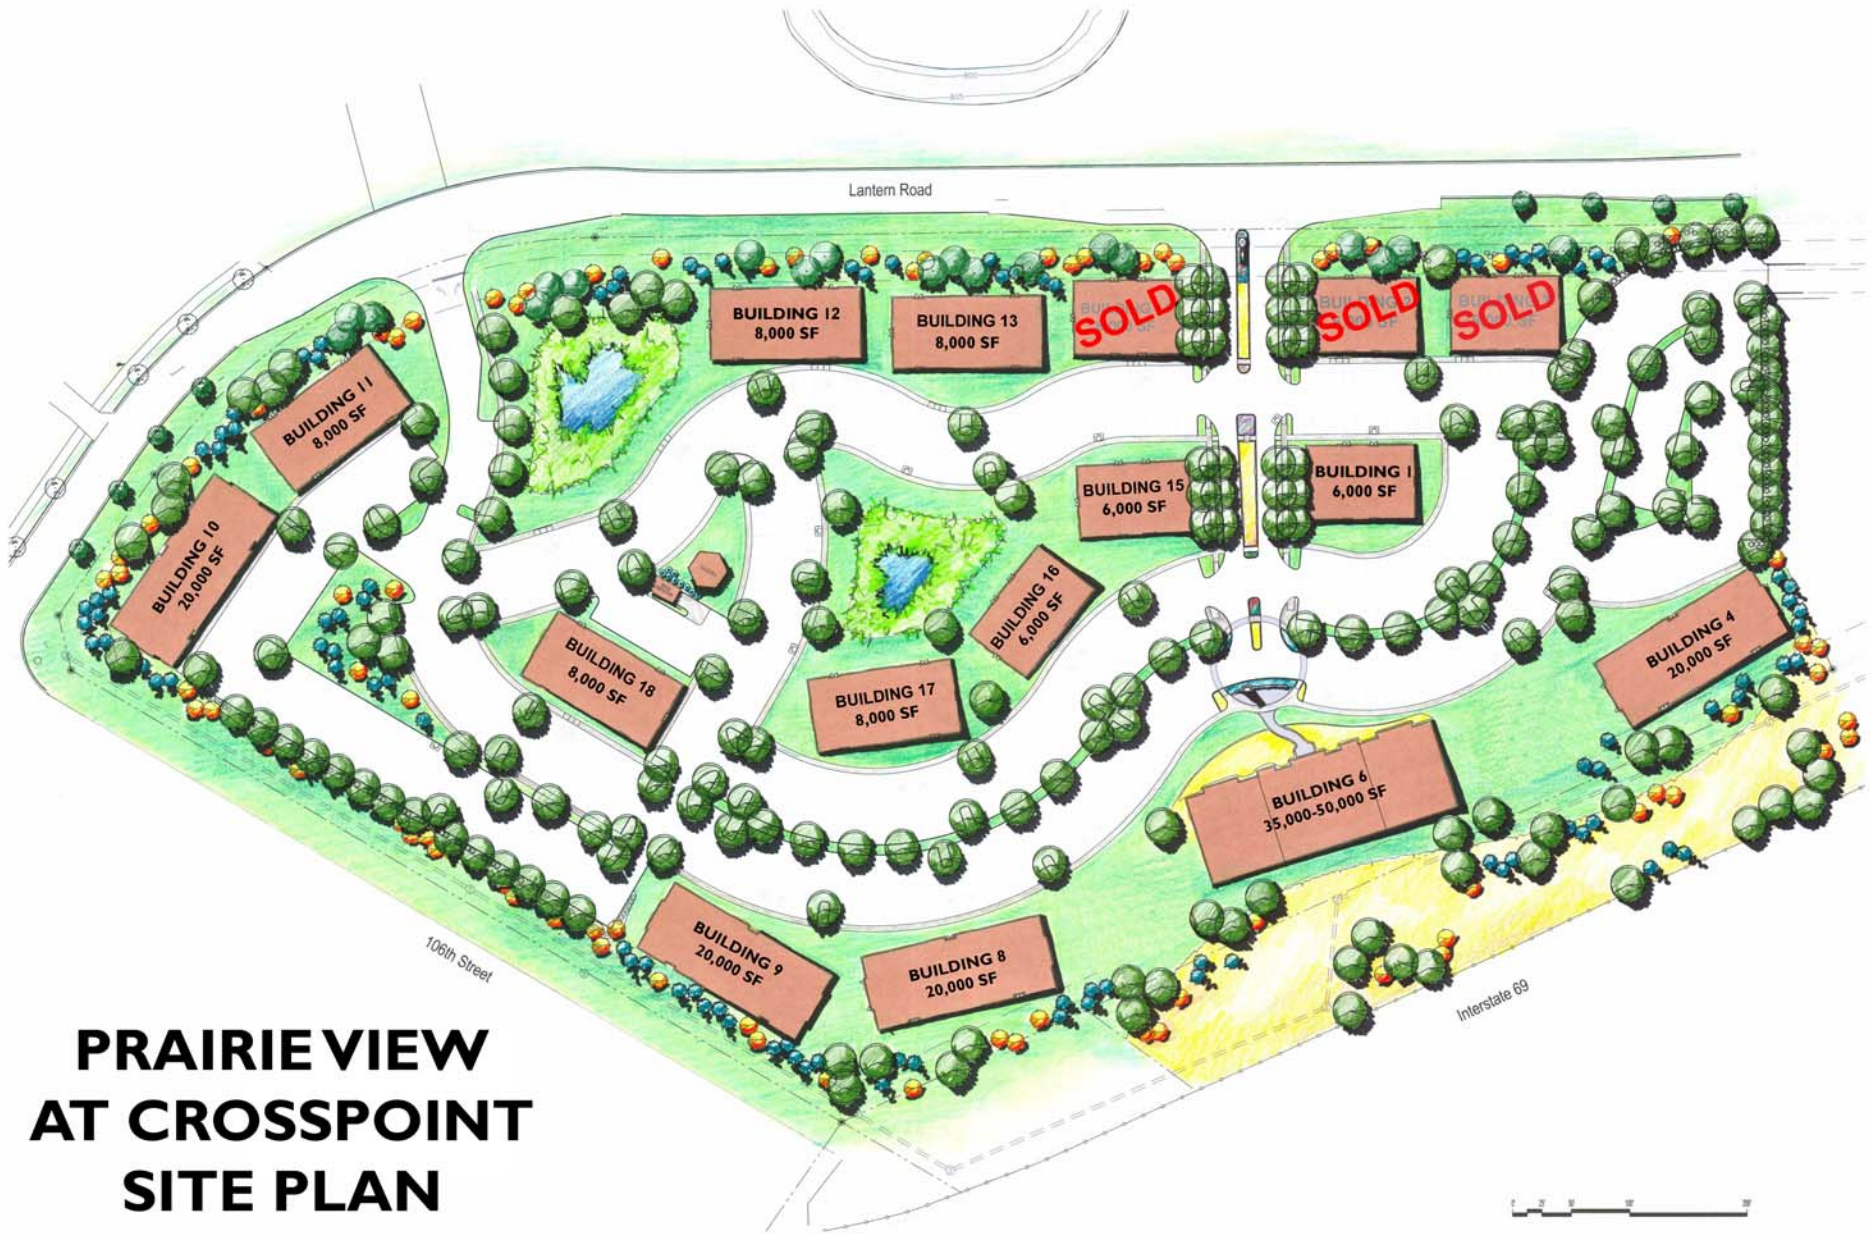 800
805
Lantern Road
BUILDING 12
8,000 SF
BUILDING 13
8,000 SF
SOLD
SOLD
SOLD
BUILDING 11
8,000 SF
BUILDING 15
6,000 SF
BUILDING 1
6,000 SF
BUILDING 10
20,000 SF
BUILDING 16
6,000 SF
BUILDING 18
8,000 SF
BUILDING 17
8,000 SF
BUILDING 4
20,000 SF
BUILDING 6
35,000-50,000 SF
BUILDING 9
20,000 SF
BUILDING 8
20,000 SF
106th Street
Interstate 69
PRAIRIE VIEW
AT CROSSPOINT
SITE PLAN